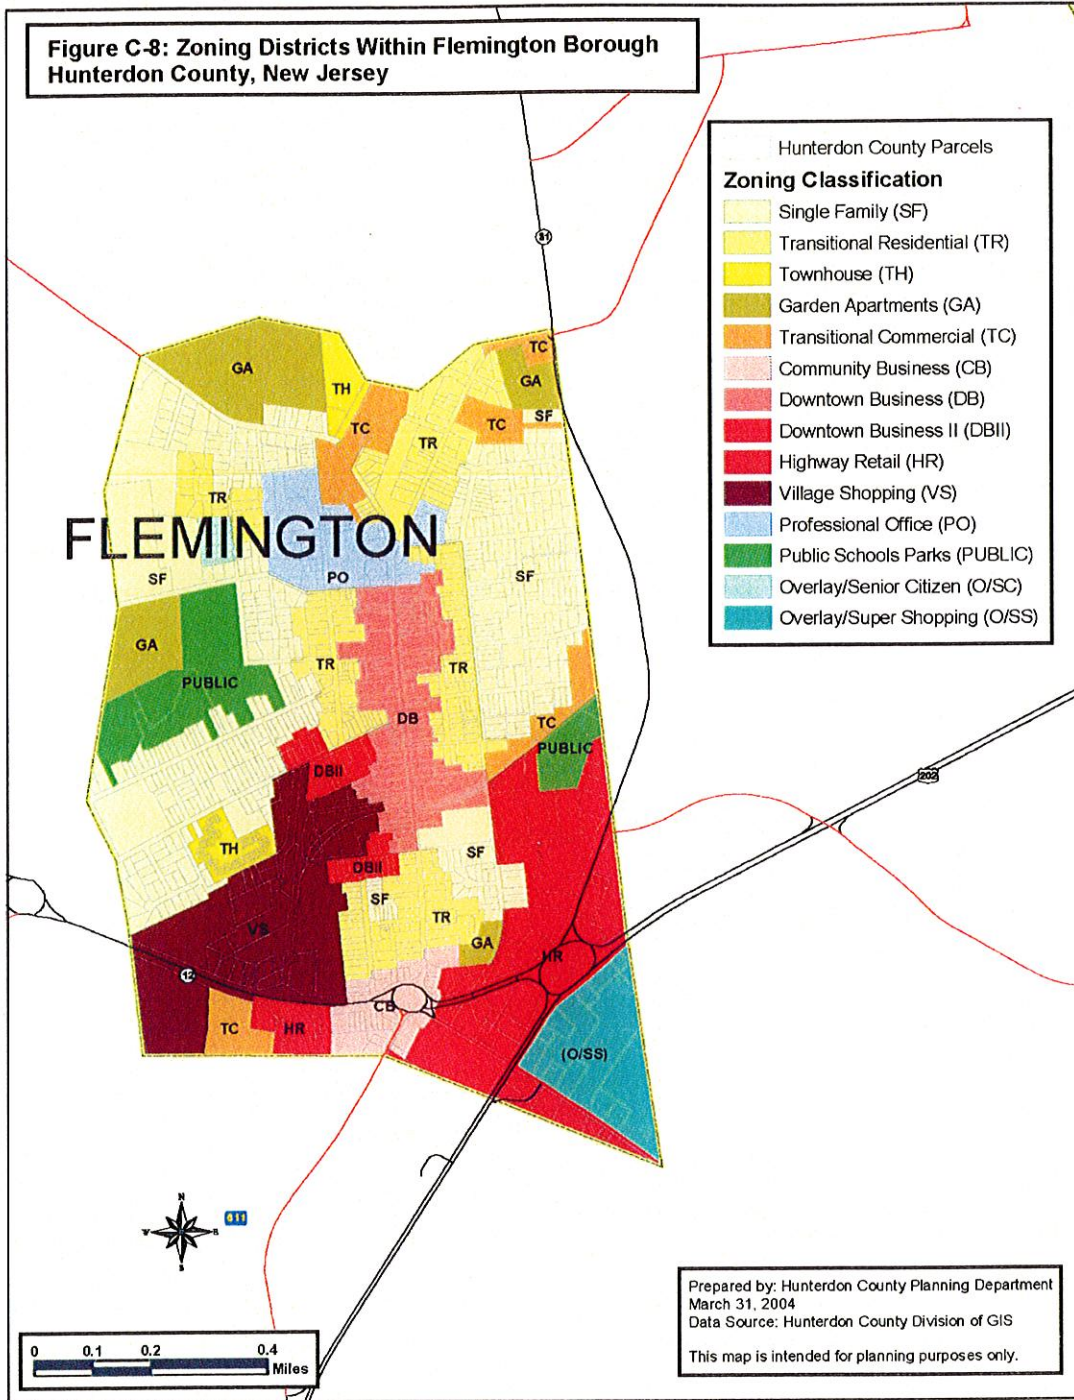 Figure C-8: Zoning Districts Within Flemington Borough
Hunterdon County, New Jersey
Hunterdon County Parcels
Zoning Classification
Single Family (SF)
Transitional Residential (TR)
Townhouse (TH)
Garden Apartments (GA)
Transitional Commercial (TC)
Community Business (CB)
Downtown Business (DB)
Downtown Business II (DBII)
Highway Retail (HR)
Village Shopping (VS)
Professional Office (PO)
Public Schools Parks (PUBLIC)
Overlay/Senior Citizen (O/SC)
Overlay/Super Shopping (O/SS)
31
TC
GA
GA
TH
SF
TC
TC
TR
TR
FLEMINGTON
SF
PO
SF
GA
TR
TR
PUBLIC
DB
TC
PUBLIC
DBII
202
TH
SF
DBII
SF
TR
VS
GA
HR
12
CB
TC
HR
(O/SS)
N
W
E
S
611
Prepared by: Hunterdon County Planning Department
March 31, 2004
Data Source: Hunterdon County Division of GIS
This map is intended for planning purposes only.
0 0.1 0.2 0.4
Miles